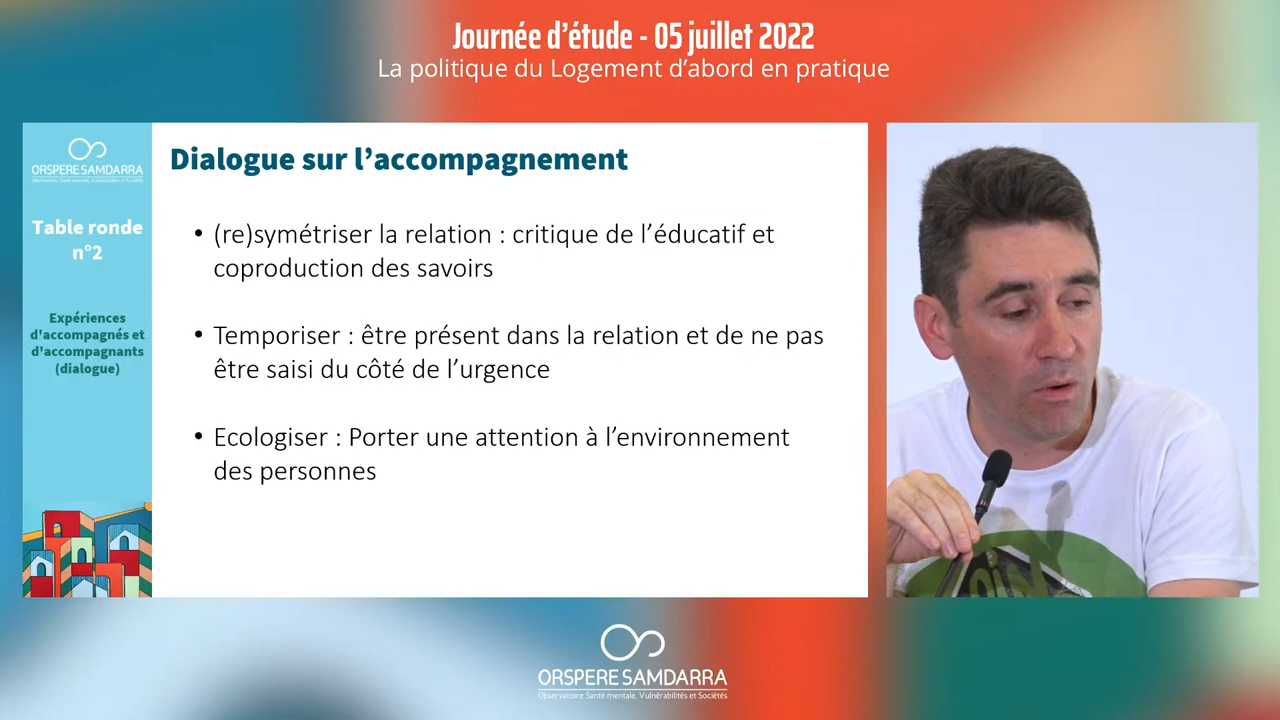 Journée d'étude - 05 juillet 2022
La politique du Logement d'abord en pratique
ORSPERE SAMDARRA
Table ronde
n°2
Expériences
d'accompagnés et
d'accompagnants
(dialogue)
Dialogue sur l'accompagnement
• (re)symétriser la relation : critique de l'éducatif et
coproduction des savoirs
• Temporiser : être présent dans la relation et de ne pas
être saisi du côté de l'urgence
• Ecologiser : Porter une attention à l'environnement
des personnes
ORSPERE SAMDARRA
Observatoire Santé mentale, Vulnérabilités et Sociétés